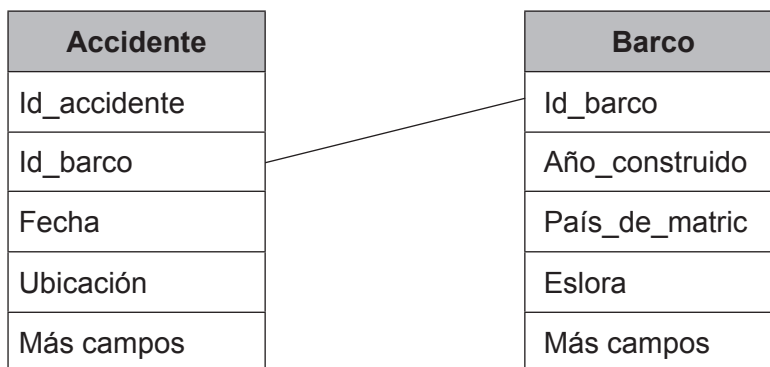 Accidente
Id_accidente
Id_barco
Fecha
Ubicación
Más campos
Barco
Id_barco
Año_construido
País_de_matric
Eslora
Más campos